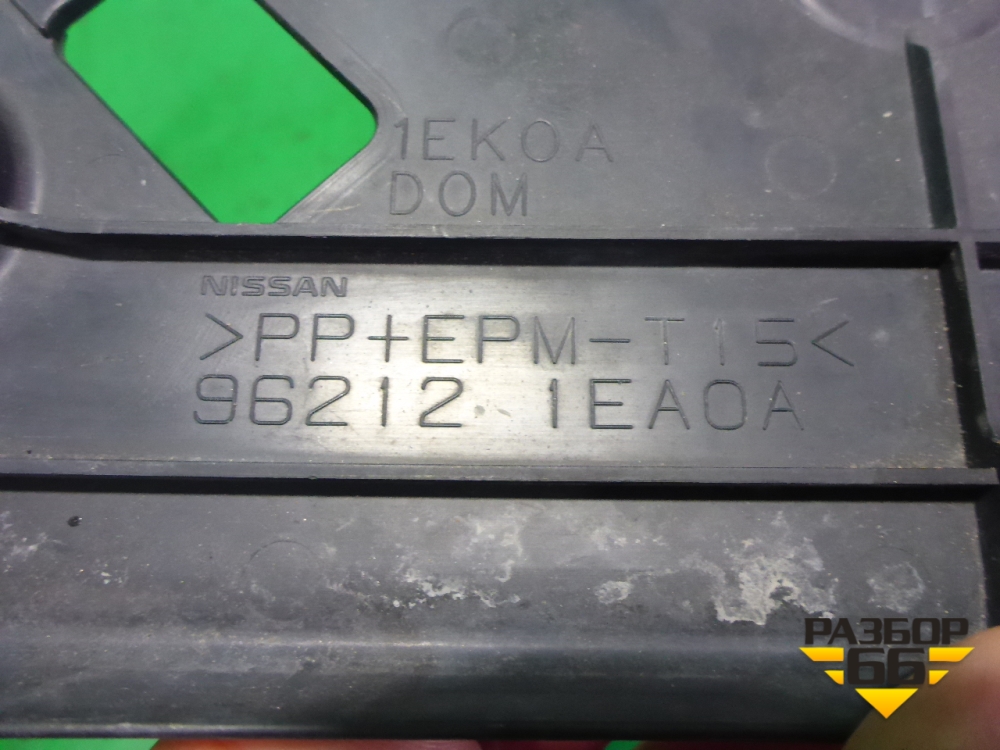 1EK0A
DOM
NISSAN
>PP+EPM-T15<
96212 1EA0A
РАЗБОР
66